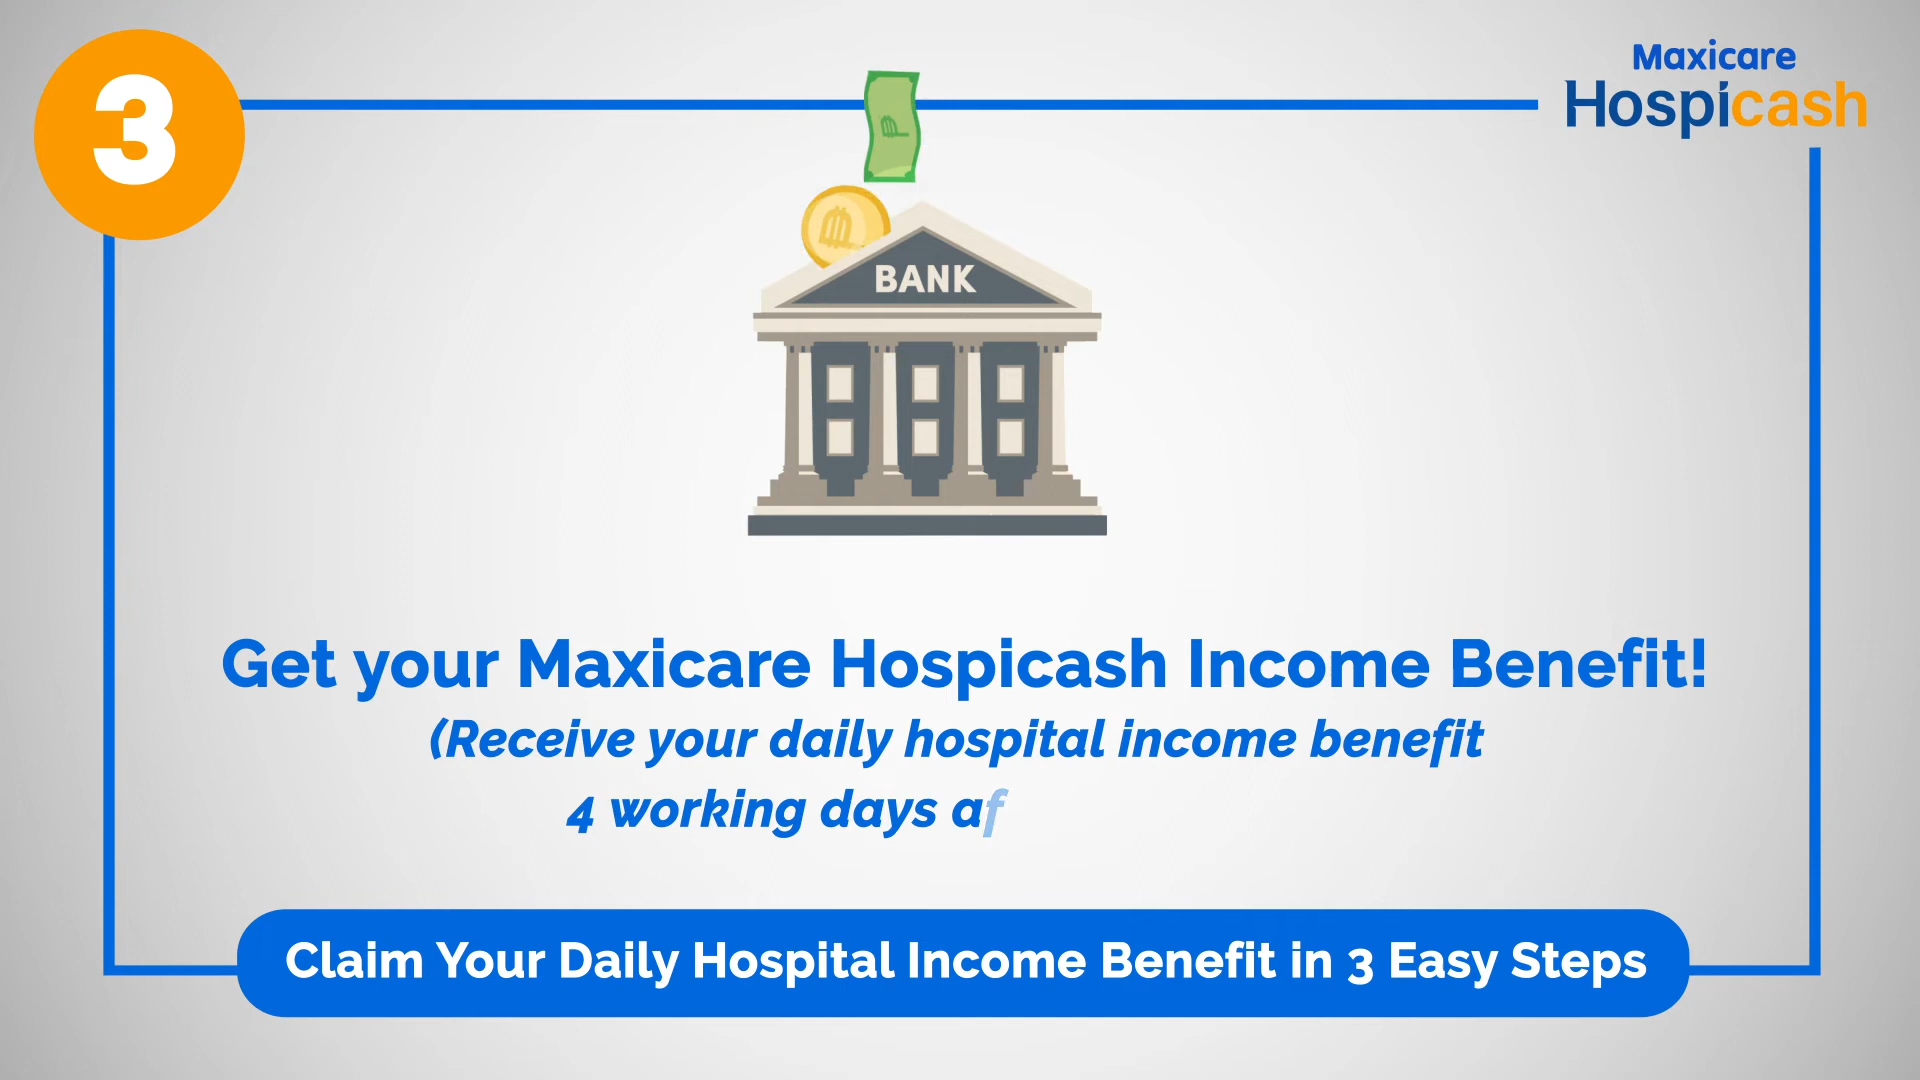 3
Maxicare
Hospicash
BANK
Get your Maxicare Hospicash Income Benefit!
(Receive your daily hospital income benefit
4 working days af
Claim Your Daily Hospital Income Benefit in 3 Easy Steps